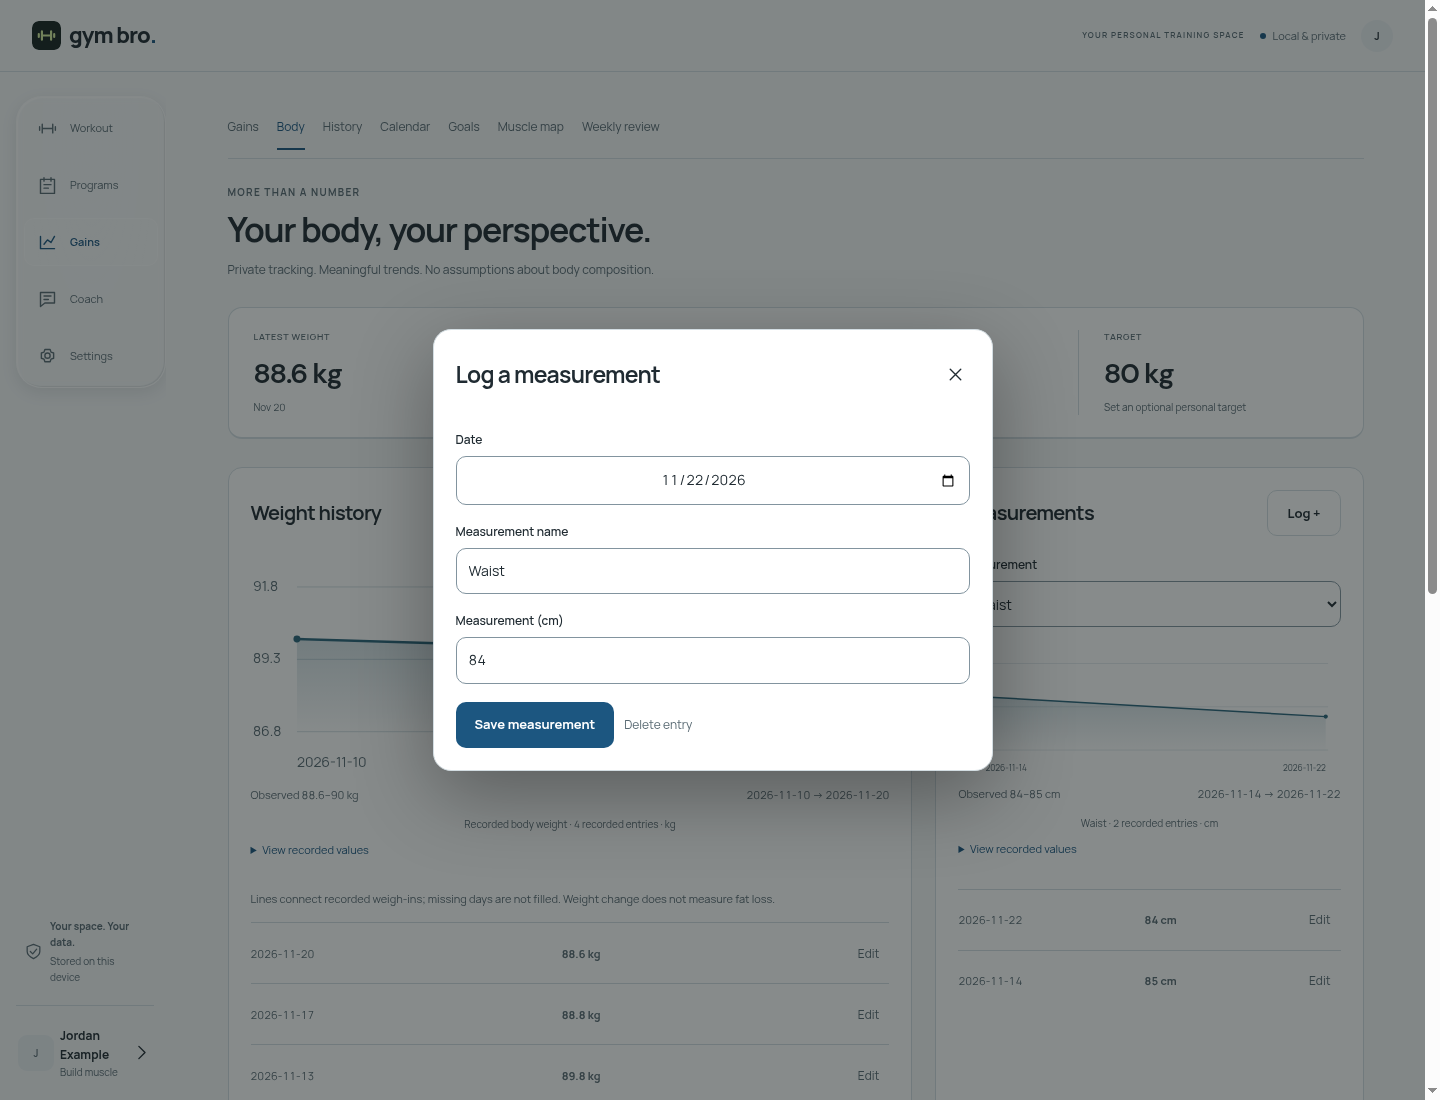 gym bro.
YOUR PERSONAL TRAINING SPACE
Local & private
J
Workout
Programs
Gains
Coach
Settings
Gains
Body
History
Calendar
Goals
Muscle map
Weekly review
MORE THAN A NUMBER
Your body, your perspective.
Private tracking. Meaningful trends. No assumptions about body composition.
LATEST WEIGHT
88.6 kg
Nov 20
TARGET
80 kg
Set an optional personal target
Log a measurement
Date
11/22/2026
Measurement name
Waist
Measurement (cm)
84
Save measurement
Delete entry
Weight history
91.8
89.3
86.8
2026-11-10
Observed 88.6–90 kg
2026-11-10 → 2026-11-20
Recorded body weight · 4 recorded entries · kg
View recorded values
Lines connect recorded weigh-ins; missing days are not filled. Weight change does not measure fat loss.
2026-11-20
88.6 kg
Edit
2026-11-17
88.8 kg
Edit
2026-11-13
89.8 kg
Edit
asurements
Log +
urement
aist
2026-11-14
2026-11-22
Observed 84–85 cm
2026-11-14 → 2026-11-22
Waist · 2 recorded entries · cm
View recorded values
2026-11-22
84 cm
Edit
2026-11-14
85 cm
Edit
Your space. Your
data.
Stored on this
device
J
Jordan
Example
Build muscle